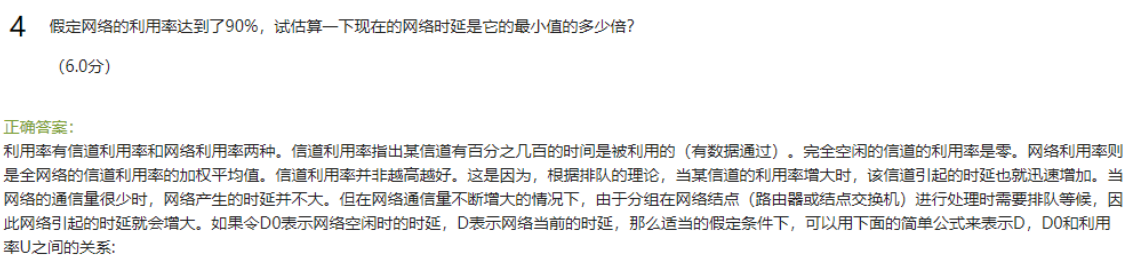 4 假定网络的利用率达到了90%，试估算一下现在的网络时延是它的最小值的多少倍？
（6.0分）
正确答案：
利用率有信道利用率和网络利用率两种。信道利用率指出某信道有百分之几百的时间是被利用的（有数据通过）。完全空闲的信道的利用率是零。网络利用率则
是全网络的信道利用率的加权平均值。信道利用率并非越高越好。这是因为，根据排队的理论，当某信道的利用率增大时，该信道引起的时延也就迅速增加。当
网络的通信量很少时，网络产生的时延并不大。但在网络通信量不断增大的情况下，由于分组在网络结点（路由器或结点交换机）进行处理时需要排队等候，因
此网络引起的时延就会增大。如果令D0表示网络空闲时的时延，D表示网络当前的时延，那么适当的假定条件下，可以用下面的简单公式来表示D，D0和利用
率U之间的关系: